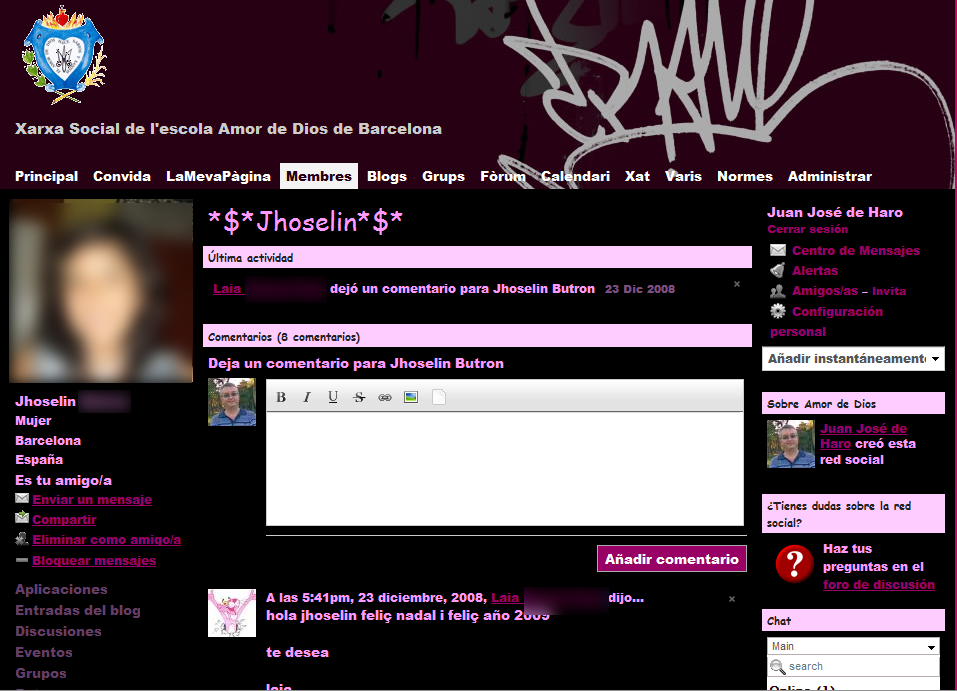 Xarxa Social de l'escola Amor de Dios de Barcelona
Principal Convida LaMevaPàgina Membres Blogs Grups Fòrum Calendari Xat Varis Normes Administrar
*$*Jhoselin*$*
Última actividad
Laia dejó un comentario para Jhoselin Butron 23 Dic 2008
Comentarios (8 comentarios)
Deja un comentario para Jhoselin Butron
B I U S
Añadir comentario
A las 5:41pm, 23 diciembre, 2008, Laia dijo...
hola jhoselin feliç nadal i feliç año 2009
te desea
laia
Jhoselin
Mujer
Barcelona
España
Es tu amigo/a
Enviar un mensaje
Compartir
Eliminar como amigo/a
Bloquear mensajes
Aplicaciones
Entradas del blog
Discusiones
Eventos
Grupos
Juan José de Haro
Cerrar sesión
Centro de Mensajes
Alertas
Amigos/as – Invita
Configuración
personal
Añadir instantáneament
Sobre Amor de Dios
Juan José de
Haro creó esta
red social
¿Tienes dudas sobre la red
social?
Haz tus
preguntas en el
foro de discusión
Chat
Main
search
Online (1)